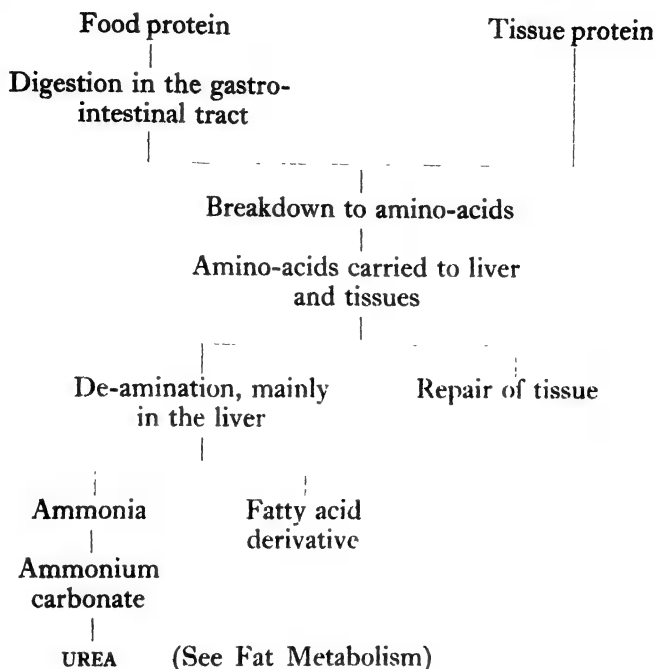 Food protein
Tissue protein
Digestion in the gastro-
intestinal tract
Breakdown to amino-acids
Amino-acids carried to liver
and tissues
De-amination, mainly
in the liver
Repair of tissue
Ammonia
Fatty acid
derivative
Ammonium
carbonate
UREA
(See Fat Metabolism)